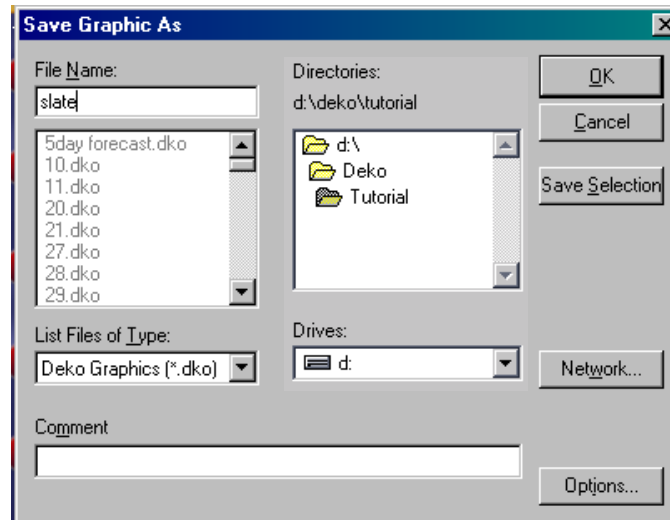 Save Graphic As
File Name:
slate
5day forecast.dko
10.dko
11.dko
20.dko
21.dko
27.dko
28.dko
29.dko
List Files of Type:
Deko Graphics (*.dko)
Directories:
d:\deko\tutorial
d:\
Deko
Tutorial
Drives:
d:
OK
Cancel
Save Selection
Network...
Comment
Options...